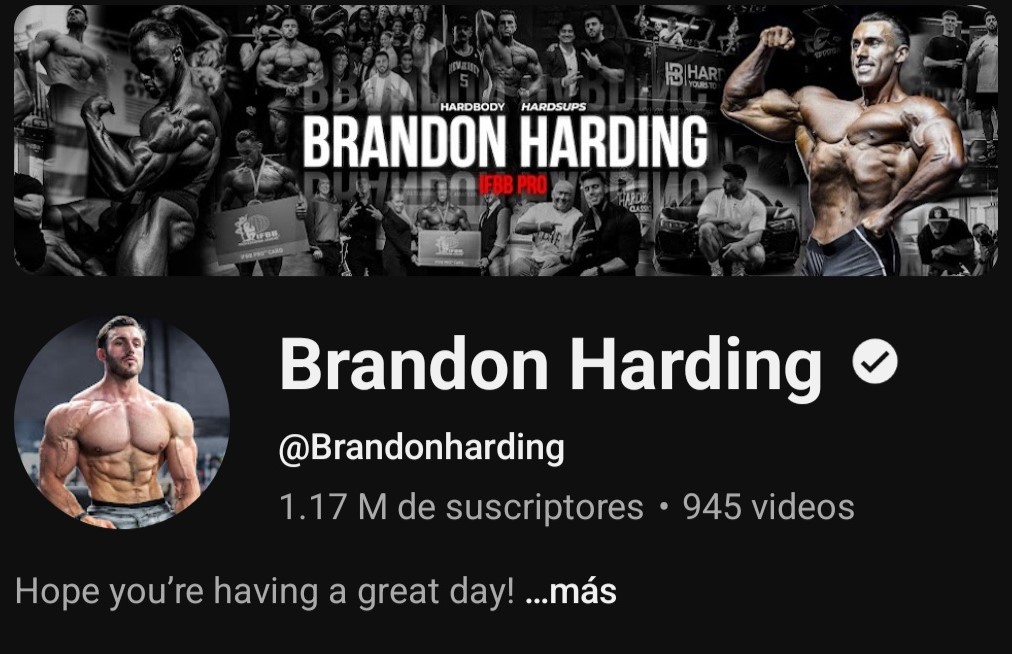 HARDBODY HARDSUPS
BRANDON HARDING
IFBB PRO
Brandon Harding
@Brandonharding
1.17 M de suscriptores • 945 videos
Hope you’re having a great day! ...más